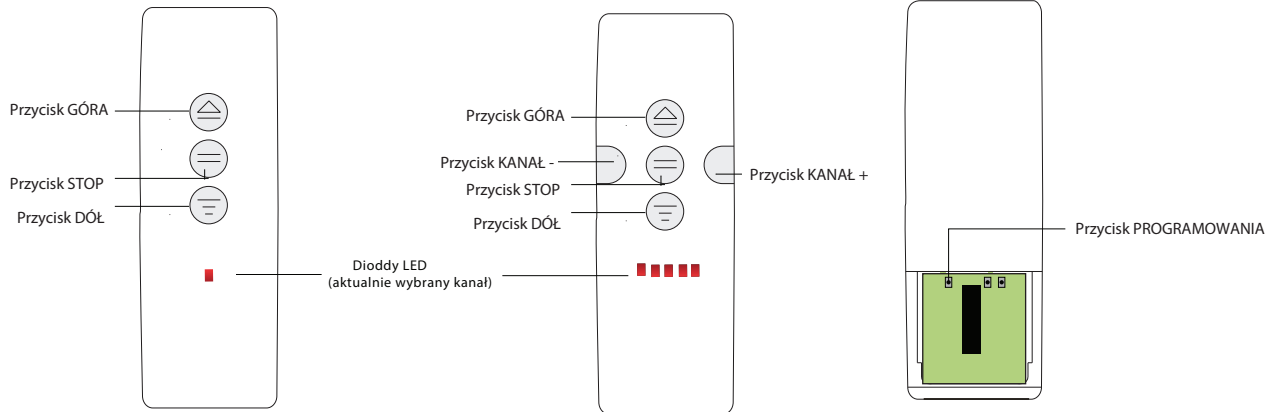 Przycisk GÓRA
Przycisk STOP
Przycisk DÓŁ
Dioddy LED
(aktualnie wybrany kanał)
Przycisk GÓRA
Przycisk KANAŁ -
Przycisk STOP
Przycisk DÓŁ
Przycisk KANAŁ +
Przycisk PROGRAMOWANIA